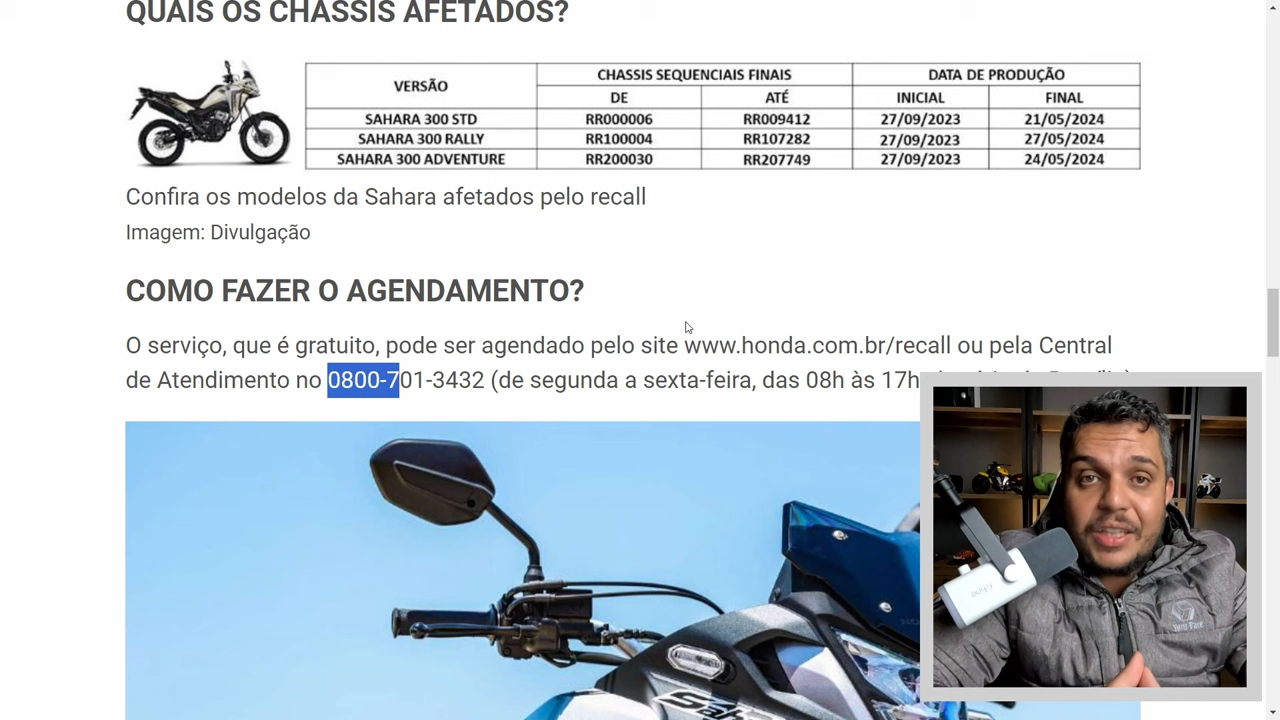 QUAIS OS CHASSIS AFETADOS?
VERSÃO CHASSIS SEQUENCIAIS FINAIS DATA DE PRODUÇÃO
DE ATÉ INICIAL FINAL
SAHARA 300 STD RR000006 RR009412 27/09/2023 21/05/2024
SAHARA 300 RALLY RR100004 RR107282 27/09/2023 27/05/2024
SAHARA 300 ADVENTURE RR200030 RR207749 27/09/2023 24/05/2024
Confira os modelos da Sahara afetados pelo recall
Imagem: Divulgação
COMO FAZER O AGENDAMENTO?
O serviço, que é gratuito, pode ser agendado pelo site www.honda.com.br/recall ou pela Central
de Atendimento no 0800-701-3432 (de segunda a sexta-feira, das 08h às 17h